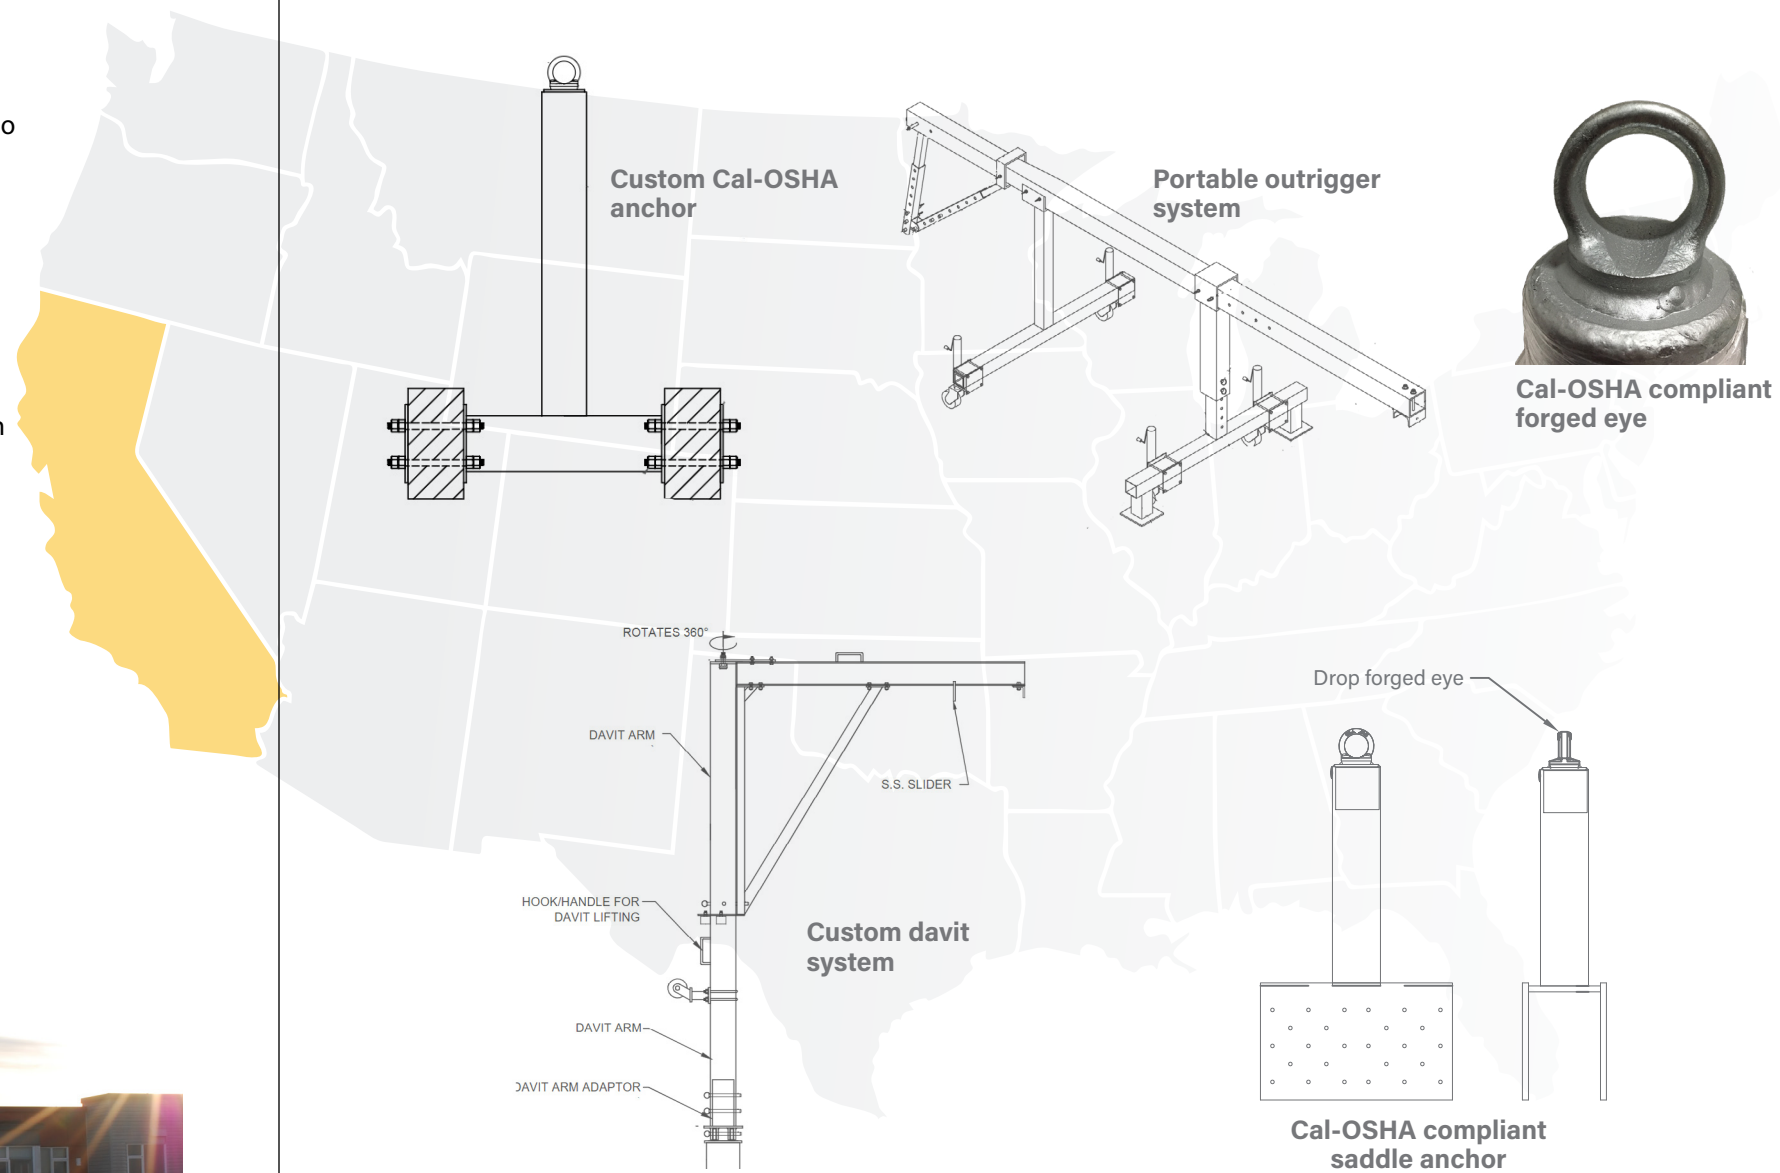 o
n
Custom Cal-OSHA
anchor
Portable outrigger
system
Cal-OSHA compliant
forged eye
ROTATES 360°
DAVIT ARM
S.S. SLIDER
HOOK/HANDLE FOR
DAVIT LIFTING
Custom davit
system
DAVIT ARM
DAVIT ARM ADAPTOR
Drop forged eye
Cal-OSHA compliant
saddle anchor